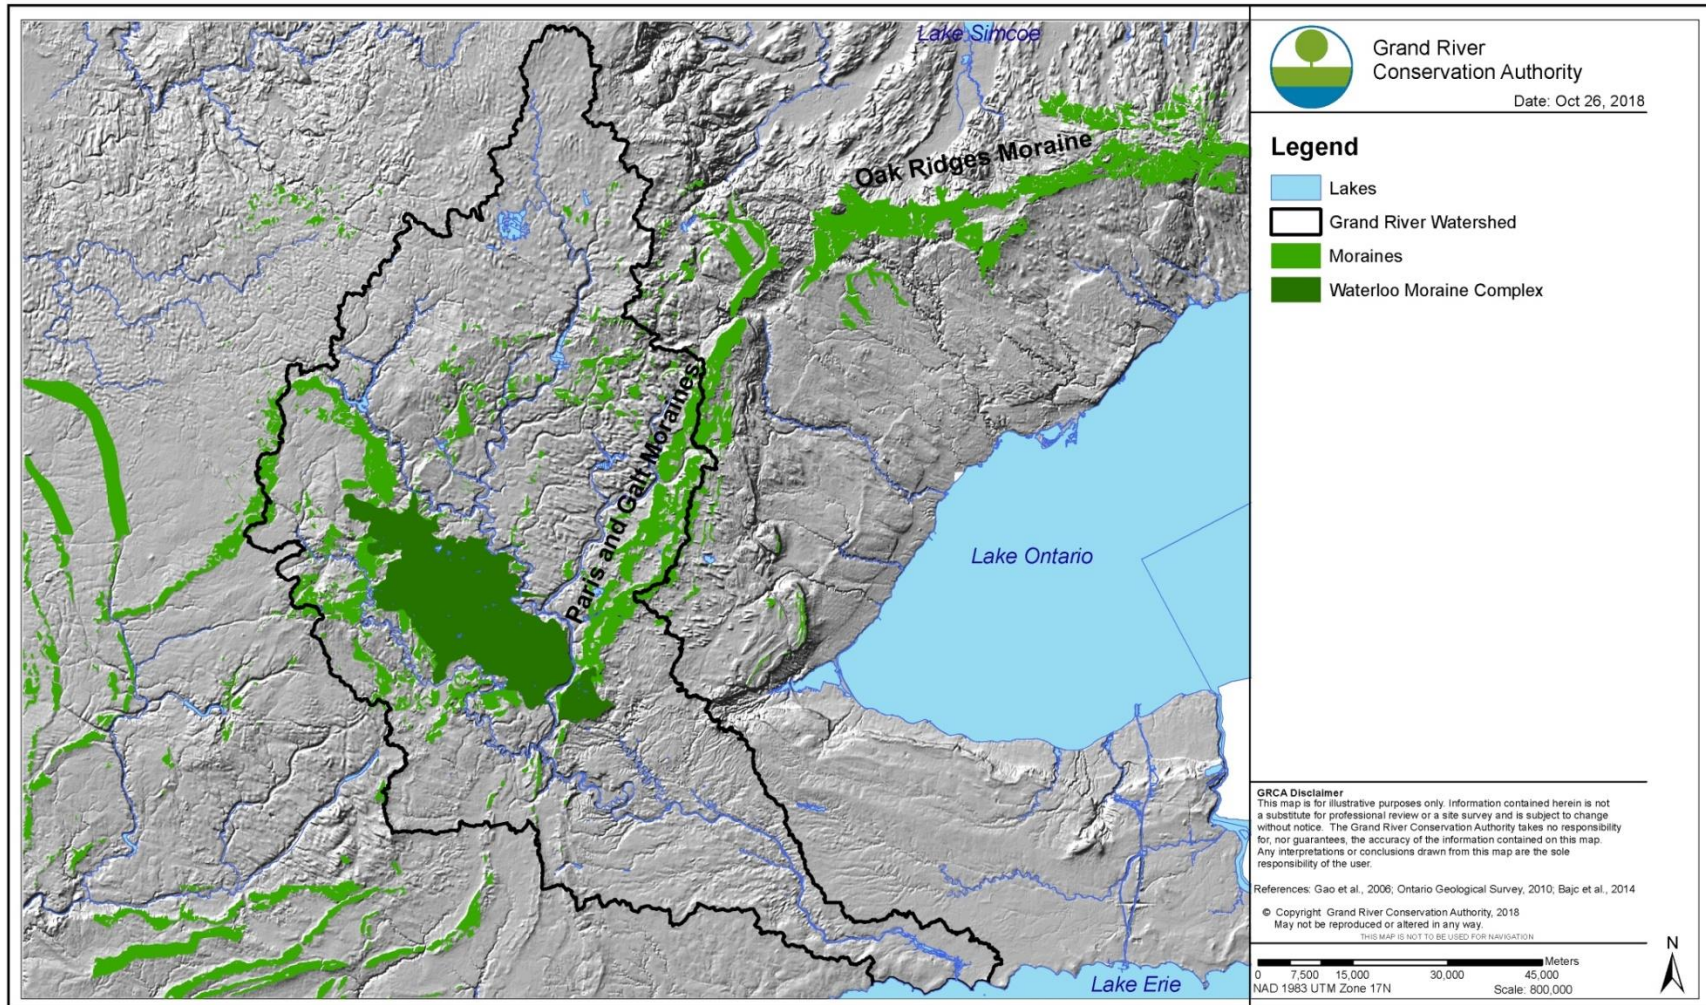 Lake Simcoe
Oak Ridges Moraine
Paris and Galt Moraines
Lake Ontario
Lake Erie
Grand River
Conservation Authority
Date: Oct 26, 2018
Legend
Lakes
Grand River Watershed
Moraines
Waterloo Moraine Complex
GRCA Disclaimer
This map is for illustrative purposes only. Information contained herein is not
a substitute for professional review or a site survey and is subject to change
without notice. The Grand River Conservation Authority takes no responsibility
for, nor guarantees, the accuracy of the information contained on this map.
Any interpretations or conclusions drawn from this map are the sole
responsibility of the user.
References: Gao et al., 2006; Ontario Geological Survey, 2010; Bajc et al., 2014
© Copyright Grand River Conservation Authority, 2018
May not be reproduced or altered in any way.
THIS MAP IS NOT TO BE USED FOR NAVIGATION
N
Meters
0 7,500 15,000 30,000 45,000
NAD 1983 UTM Zone 17N Scale: 800,000